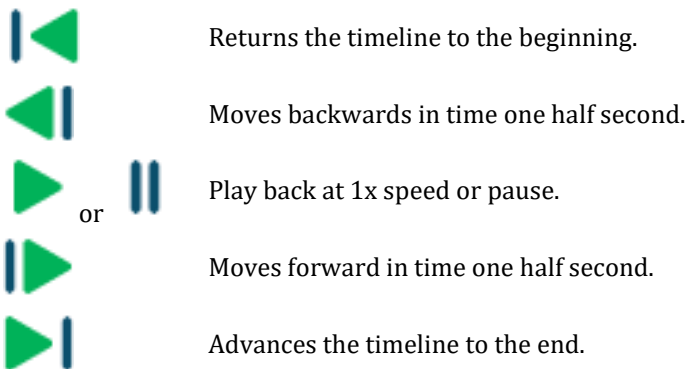 Returns the timeline to the beginning.
Moves backwards in time one half second.
or Play back at 1x speed or pause.
Moves forward in time one half second.
Advances the timeline to the end.